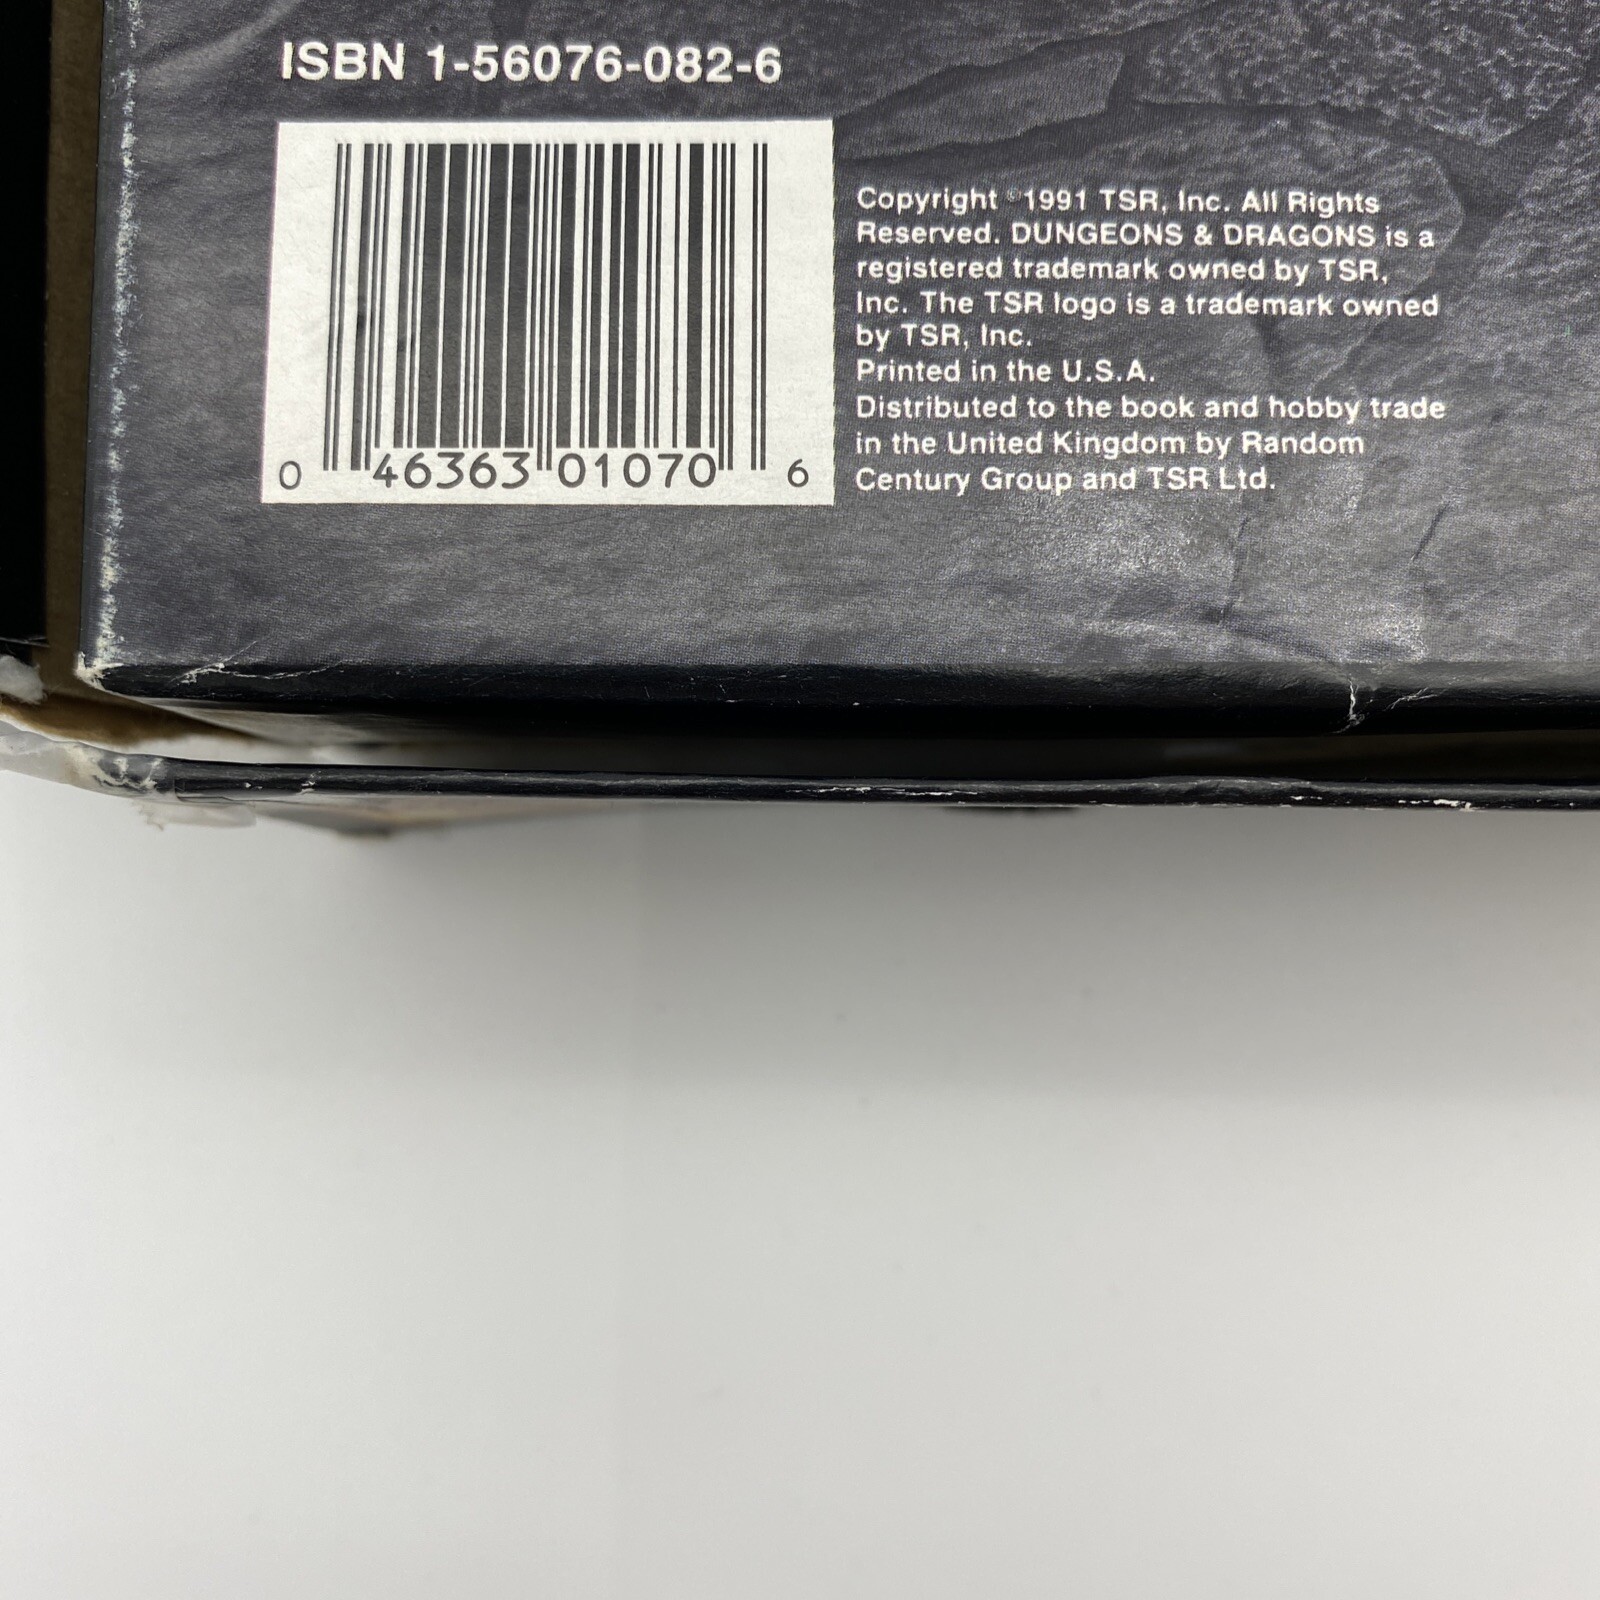 ISBN 1-56076-082-6
0 46363 01070 6
Copyright ©1991 TSR, Inc. All Rights
Reserved. DUNGEONS & DRAGONS is a
registered trademark owned by TSR,
Inc. The TSR logo is a trademark owned
by TSR, Inc.
Printed in the U.S.A.
Distributed to the book and hobby trade
in the United Kingdom by Random
Century Group and TSR Ltd.